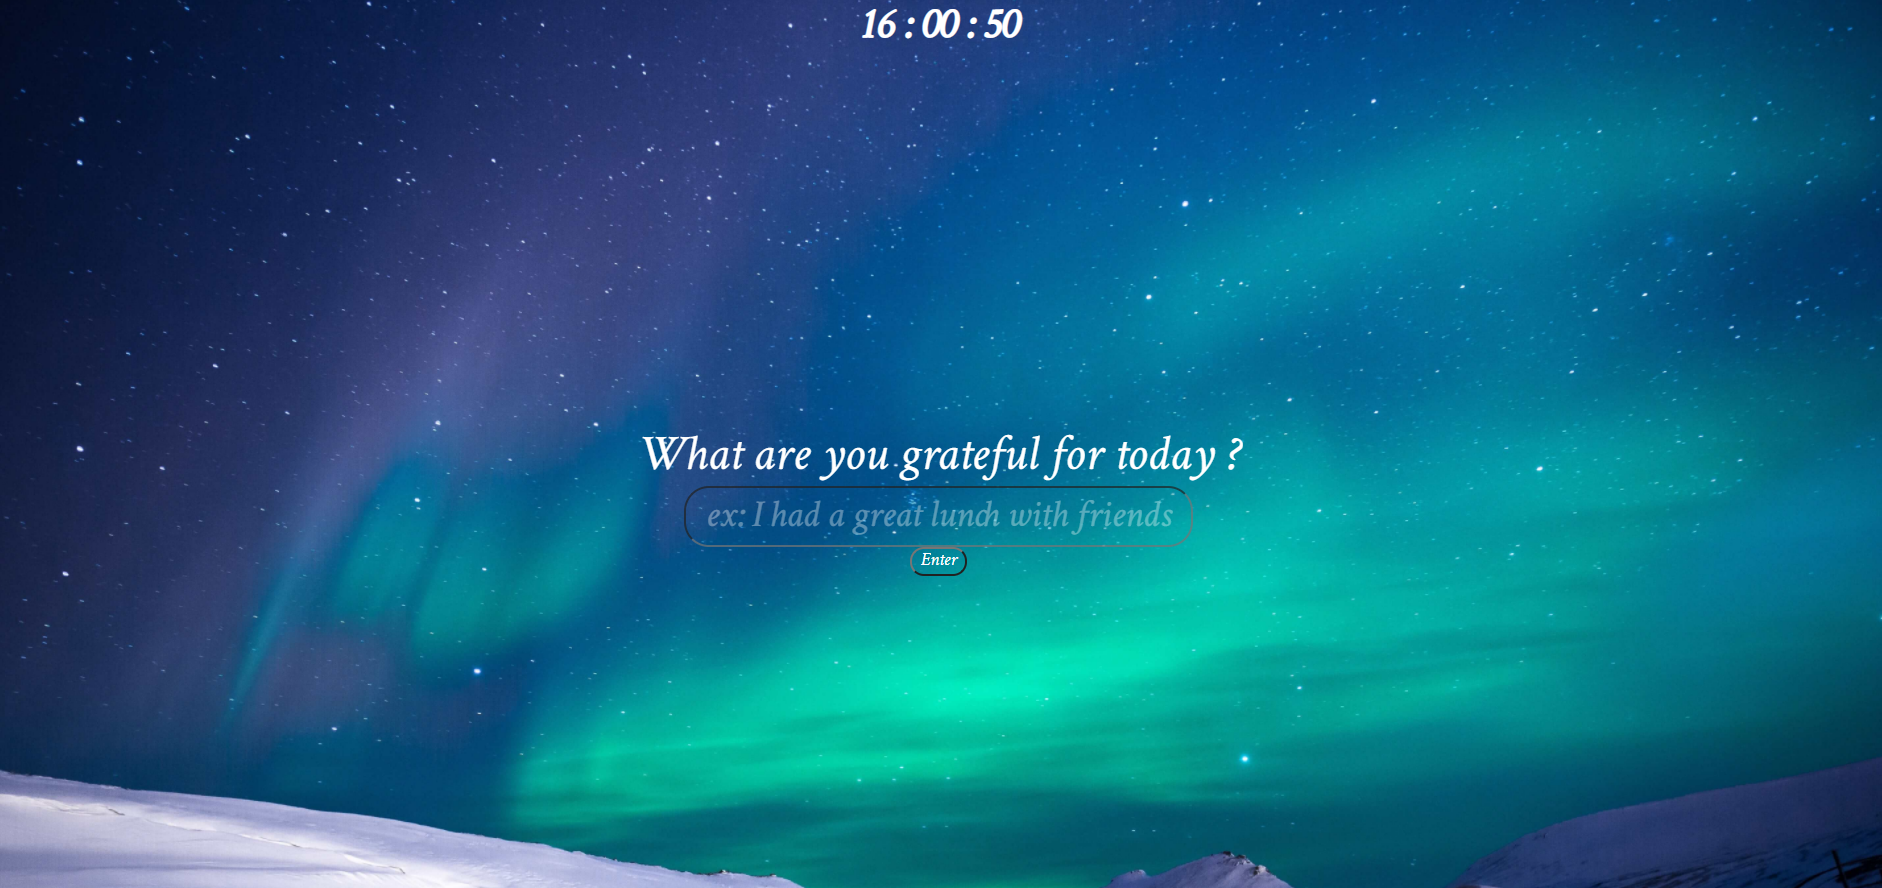 16 : 00 : 50
What are you grateful for today ?
ex: I had a great lunch with friends
Enter